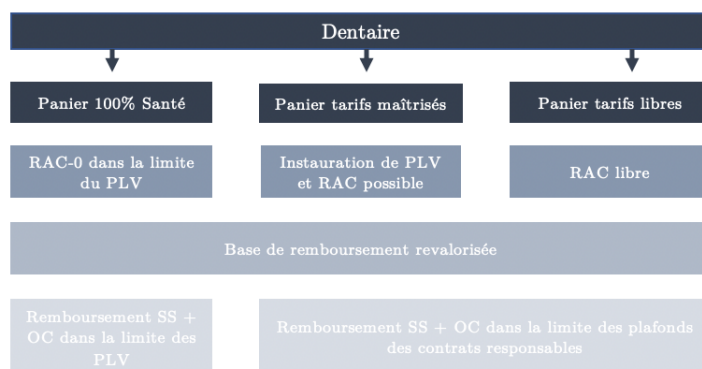 Dentaire
Panier 100% Santé
Panier tarifs maîtrisés
Panier tarifs libres
RAC-0 dans la limite
du PLV
Instauration de PLV
et RAC possible
RAC libre
Base de remboursement revalorisée
Remboursement SS +
OC dans la limite des
PLV
Remboursement SS + OC dans la limite des plafonds
des contrats responsables